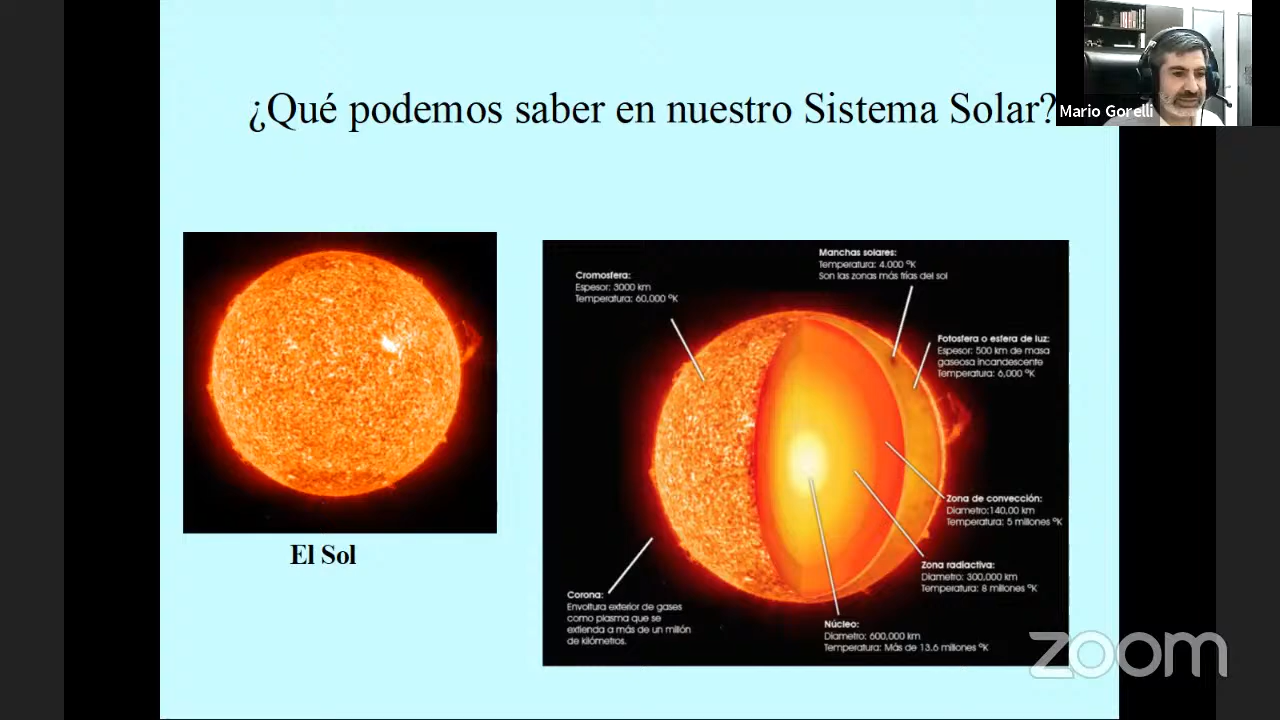 ¿Qué podemos saber en nuestro Sistema Solar?
Mario Gorelli
El Sol
Manchas solares:
Temperatura: 4.000 ºK
Son las zonas más frías del sol
Cromosfera:
Espesor: 3000 km
Temperatura: 60,000 ºK
Fotosfera o esfera de luz:
Espesor: 500 km de masa
gaseosa incandescente
Temperatura: 6,000 ºK
Zona de convección:
Diametro:140,00 km
Temperatura: 5 millones ºK
Zona radiactiva:
Diametro: 300,000 km
Temperatura: 8 millones ºK
Corona:
Envoltura exterior de gases
como plasma que se
extienda a más de un millón
de kilómetros.
Núcleo:
Diametro: 600,000 km
Temperatura: Más de 13.6 millones ºK
zoom